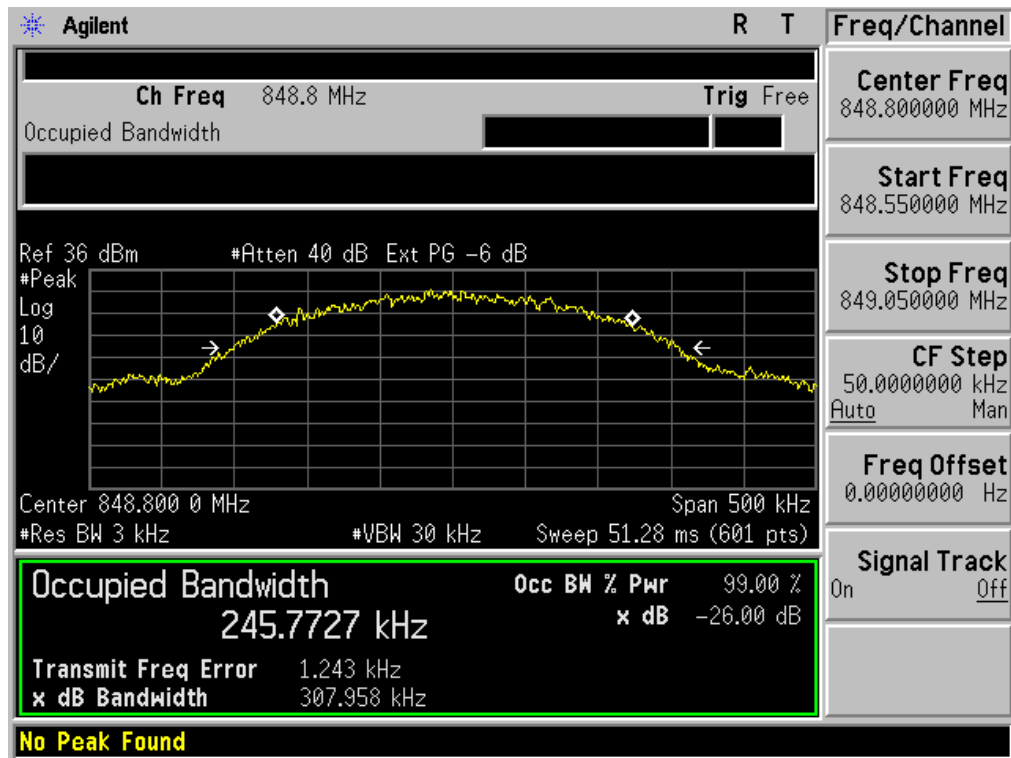 Agilent R T
Freq/Channel
Ch Freq 848.8 MHz Trig Free
Occupied Bandwidth
Center Freq
848.800000 MHz
Start Freq
848.550000 MHz
Stop Freq
849.050000 MHz
CF Step
50.0000000 kHz
Auto Man
Freq Offset
0.00000000 Hz
Signal Track
On Off
Ref 36 dBm #Atten 40 dB Ext PG -6 dB
#Peak
Log
10
dB/
Center 848.800 0 MHz Span 500 kHz
#Res BW 3 kHz #VBW 30 kHz Sweep 51.28 ms (601 pts)
Occupied Bandwidth
245.7727 kHz
Occ BW % Pwr 99.00 %
x dB -26.00 dB
Transmit Freq Error 1.243 kHz
x dB Bandwidth 307.958 kHz
No Peak Found